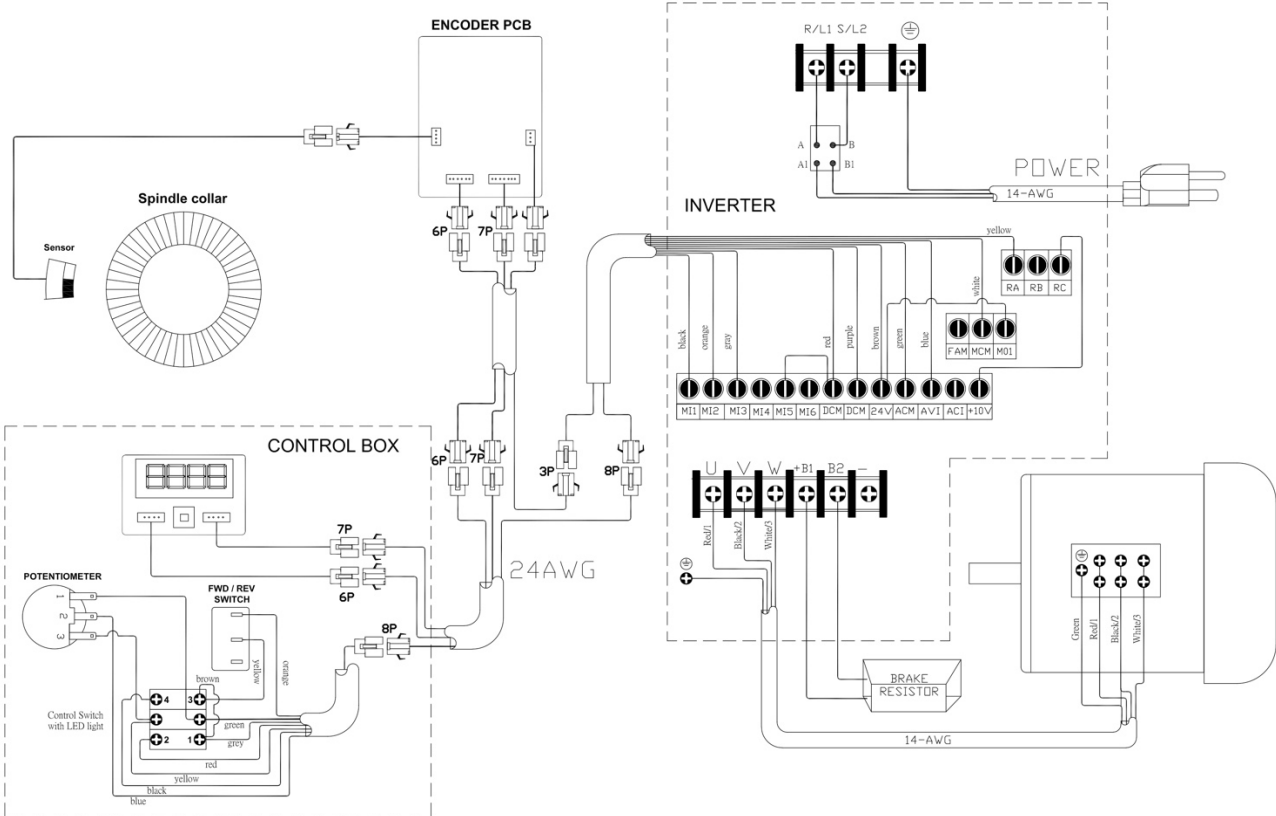 ENCODER PCB
R/L1 S/L2
A B
A1 B1
POWER
14-AWG
INVERTER
Spindle collar
Sensor
6P 7P
yellow
RA RB RC
white
FAM MCM MO1
black
orange
gray
red
purple
brown
green
blue
MI1 MI2 MI3 MI4 MI5 MI6 DCM DCM 24V ACM AVI ACI +10V
CONTROL BOX
6P 7P 3P 8P
U V W +B1 B2 -
Red/1
Black/2
White/3
7P
6P
24AWG
POTENTIOMETER
1
2
3
FWD / REV
SWITCH
8P
orange
yellow
brown
4 3
green
2 1
grey
Control Switch
with LED light
red
yellow
black
blue
BRAKE
RESISTOR
Green
Red/1
Black/2
White/3
14-AWG